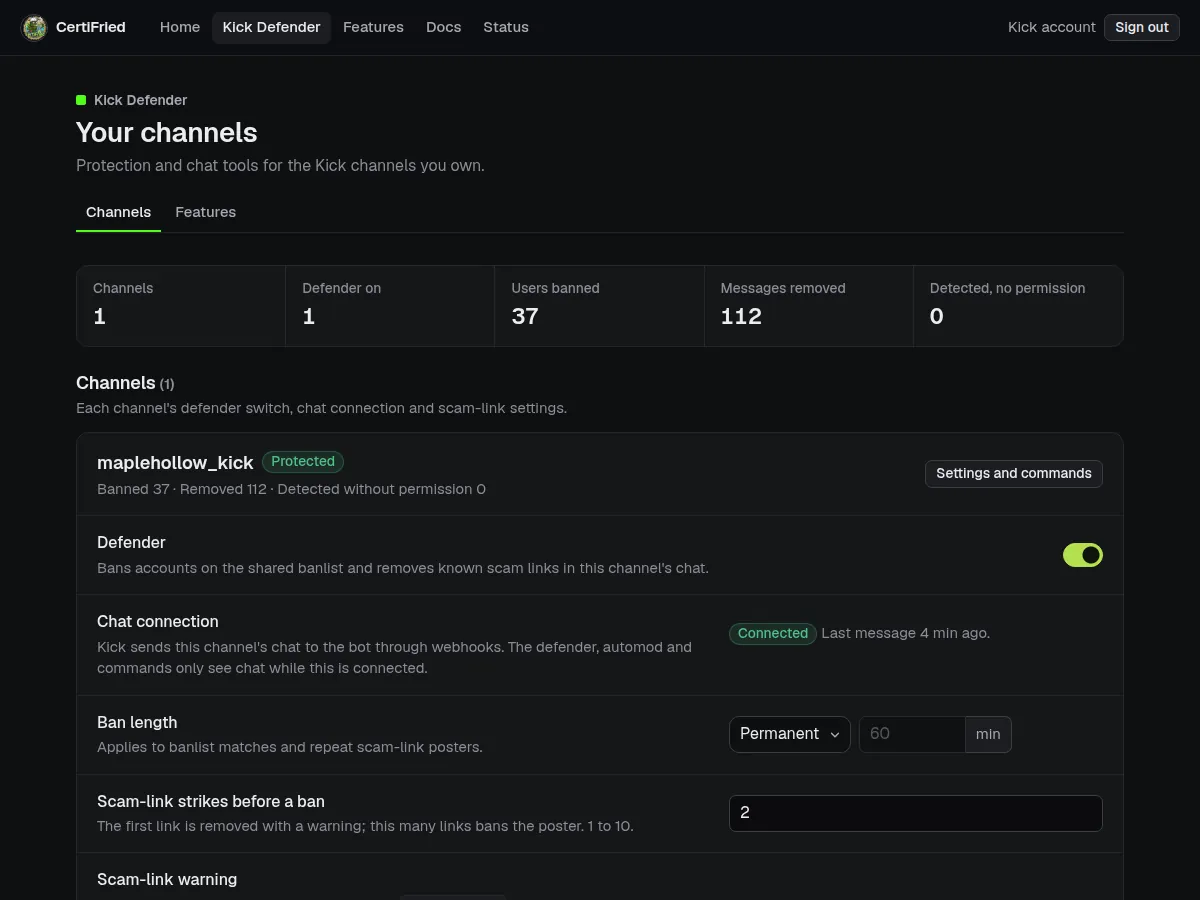 CertiFried
Home
Kick Defender
Features
Docs
Status
Kick account
Sign out
Kick Defender
Your channels
Protection and chat tools for the Kick channels you own.
Channels
Features
Channels
1
Defender on
1
Users banned
37
Messages removed
112
Detected, no permission
0
Channels (1)
Each channel's defender switch, chat connection and scam-link settings.
maplehollow_kick Protected
Banned 37 · Removed 112 · Detected without permission 0
Settings and commands
Defender
Bans accounts on the shared banlist and removes known scam links in this channel's chat.
Chat connection
Kick sends this channel's chat to the bot through webhooks. The defender, automod and
commands only see chat while this is connected.
Connected Last message 4 min ago.
Ban length
Applies to banlist matches and repeat scam-link posters.
Permanent
60 min
Scam-link strikes before a ban
The first link is removed with a warning; this many links bans the poster. 1 to 10.
2
Scam-link warning